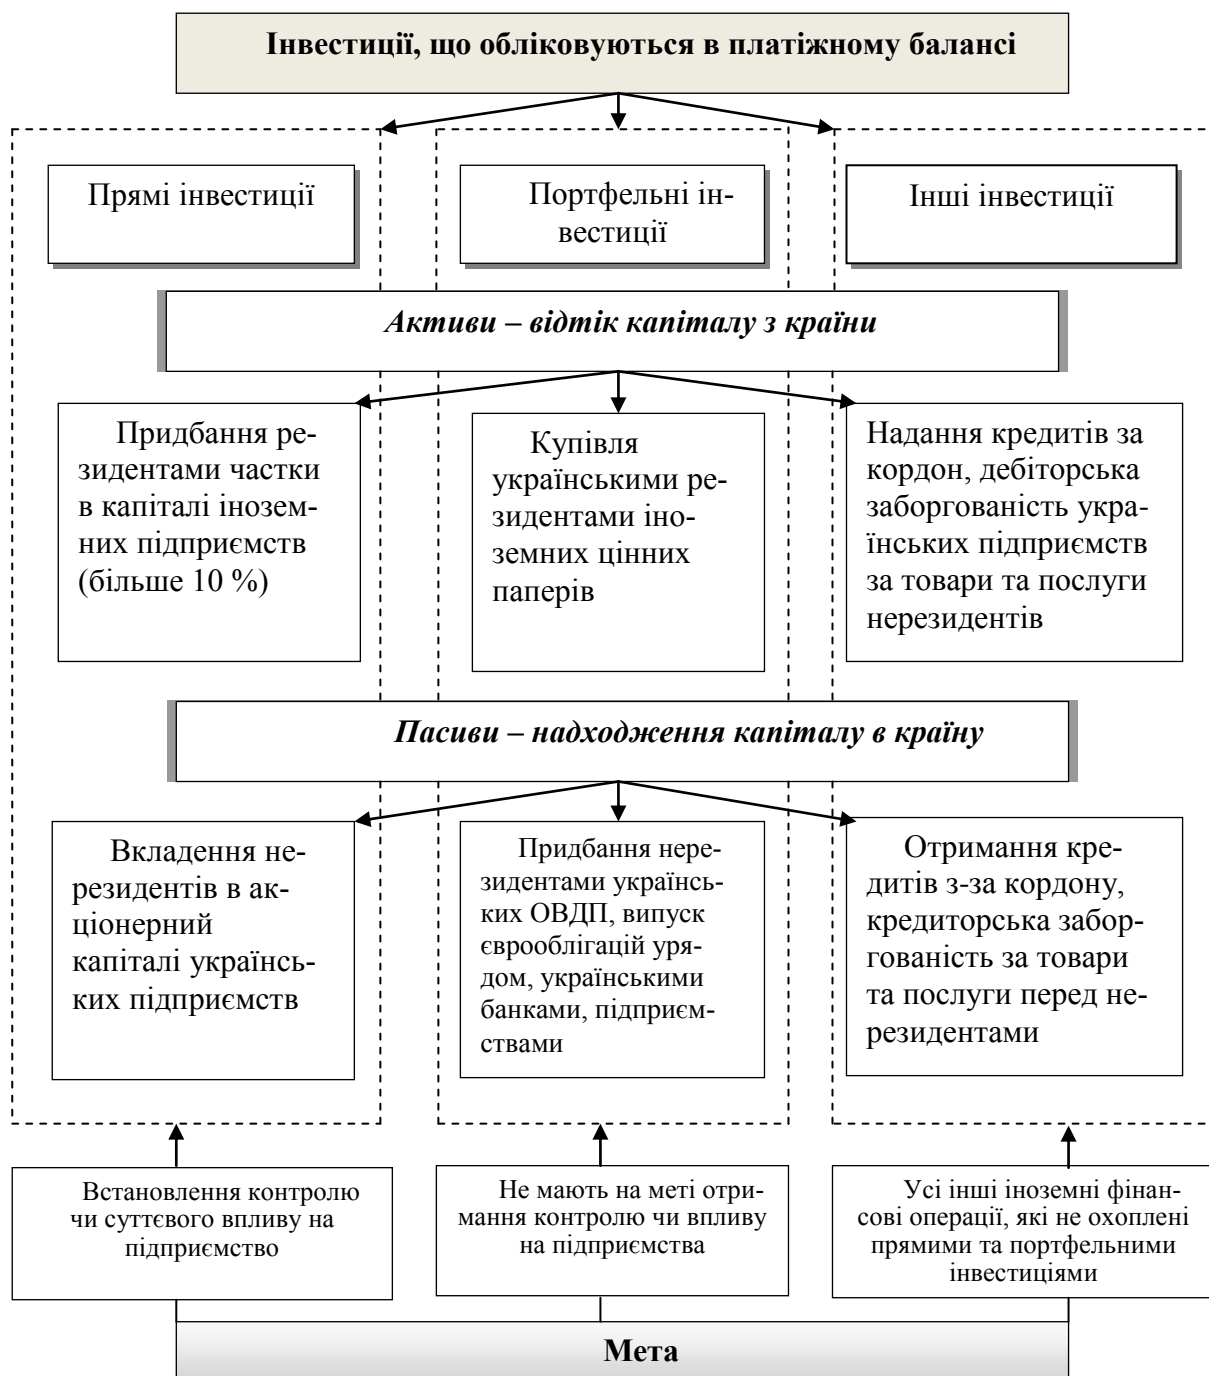 Інвестиції, що обліковуються в платіжному балансі
Прямі інвестиції
Портфельні ін-
вестиції
Інші інвестиції
Активи – відтік капіталу з країни
Придбання ре-
зидентами частки
в капіталі інозем-
них підприємств
(більше 10 %)
Купівля
українськими ре-
зидентами іно-
земних цінних
паперів
Надання кредитів за
кордон, дебіторська
заборгованість укра-
їнських підприємств
за товари та послуги
нерезидентів
Пасиви – надходження капіталу в країну
Вкладення не-
резидентів в ак-
ціонерний
капіталі українсь-
ких підприємств
Придбання нере-
зидентами українсь-
ких ОВДП, випуск
єврооблігацій уря-
дом, українськими
банками, підприєм-
ствами
Отримання кре-
дитів з-за кордону,
кредиторська забор-
гованість за товари
та послуги перед не-
резидентами
Встановлення контролю
чи суттєвого впливу на
підприємство
Не мають на меті отри-
мання контролю чи впливу
на підприємства
Усі інші іноземні фінан-
сові операції, які не охоплені
прямими та портфельними
інвестиціями
Мета